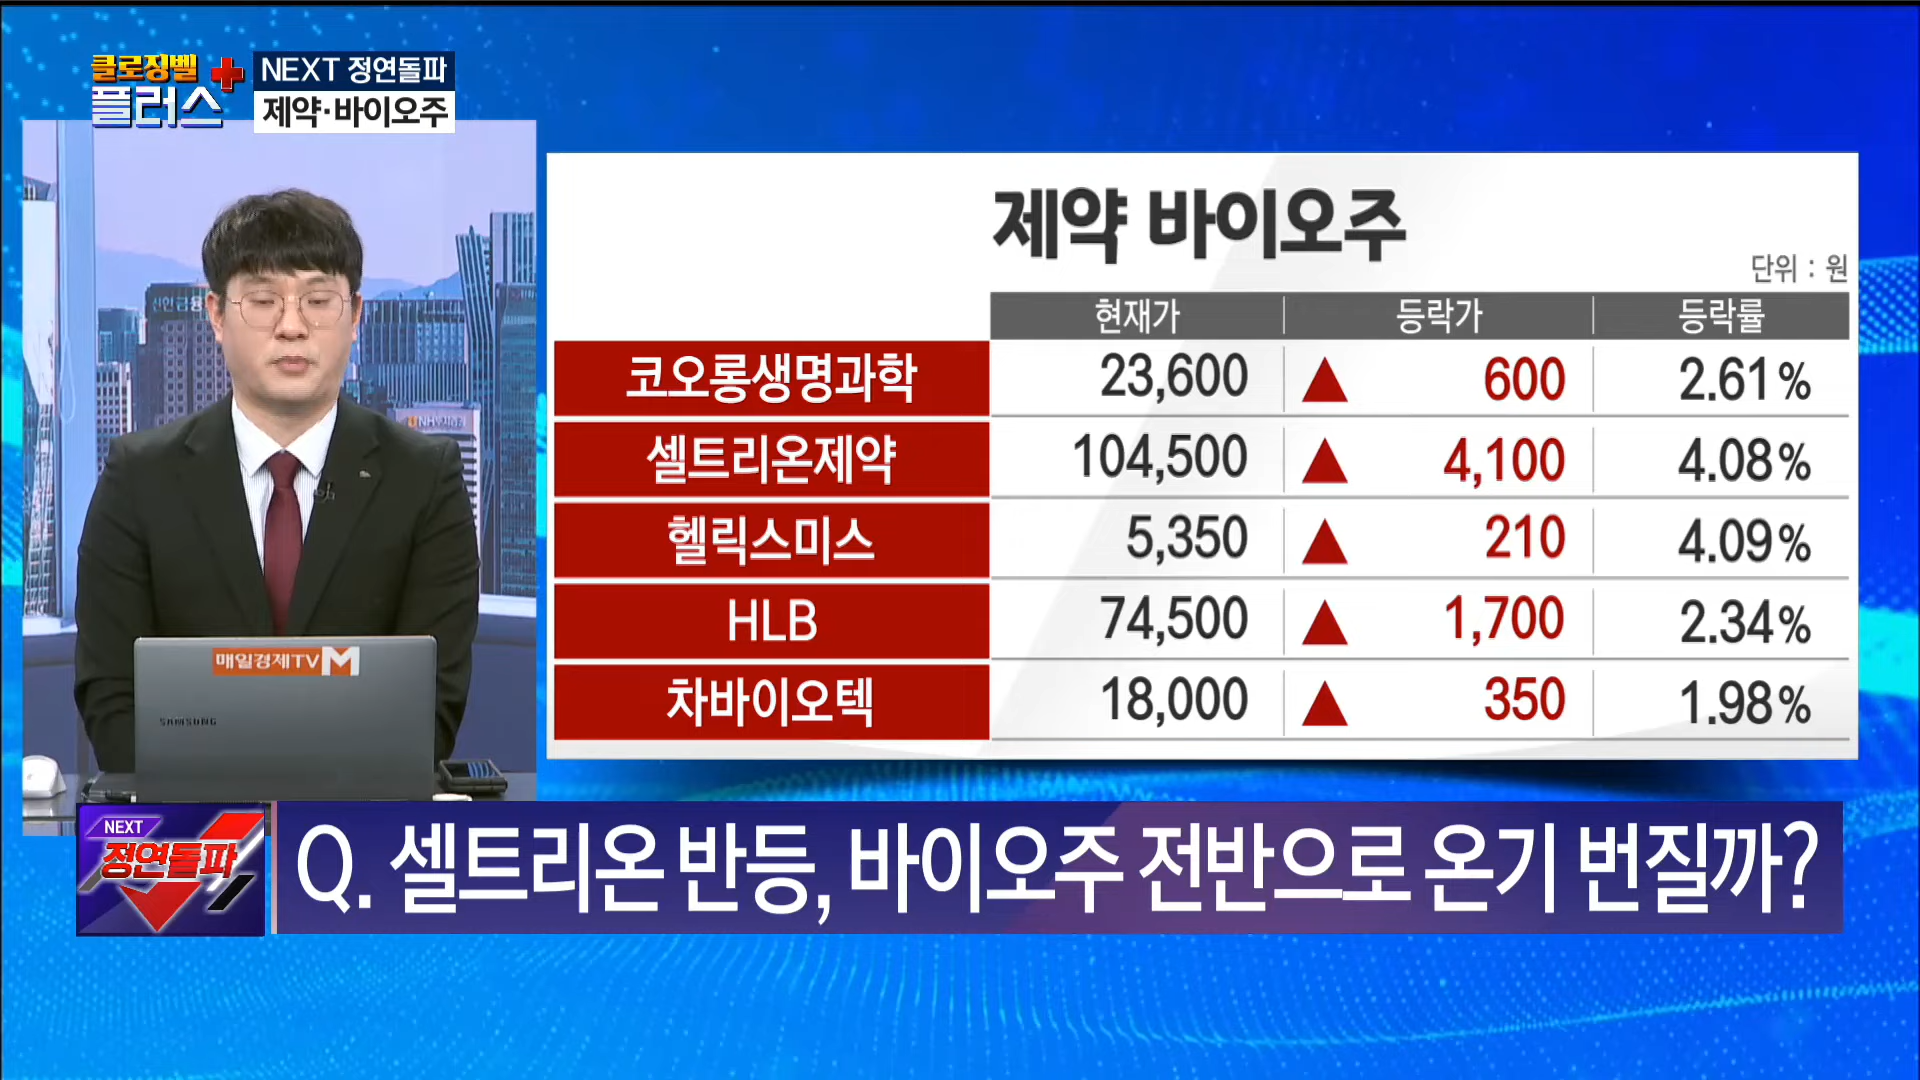 클로징벨
플러스
NEXT 정연돌파
제약·바이오주
제약 바이오주
단위 : 원
현재가 등락가 등락률
코오롱생명과학 23,600 ▲ 600 2.61%
셀트리온제약 104,500 ▲ 4,100 4.08%
헬릭스미스 5,350 ▲ 210 4.09%
HLB 74,500 ▲ 1,700 2.34%
차바이오텍 18,000 ▲ 350 1.98%
신한금융
매일경제TV M
SAMSUNG
NEXT
정연돌파
Q. 셀트리온 반등, 바이오주 전반으로 온기 번질까?